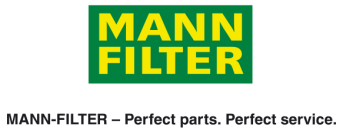 MANN
FILTER
MANN-FILTER – Perfect parts. Perfect service.